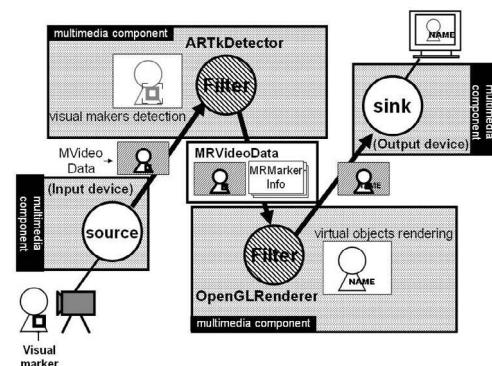 multimedia component
ARTkDetector
Filter
visual makers detection
MVideo
Data
MRVideoData
MRMarker
Info
(Input device)
multimedia
component
source
Visual
marker
Filter
virtual objects rendering
NAME
OpenGLRenderer
multimedia component
NAME
sink
(Output device)
multimedia
component
NAME